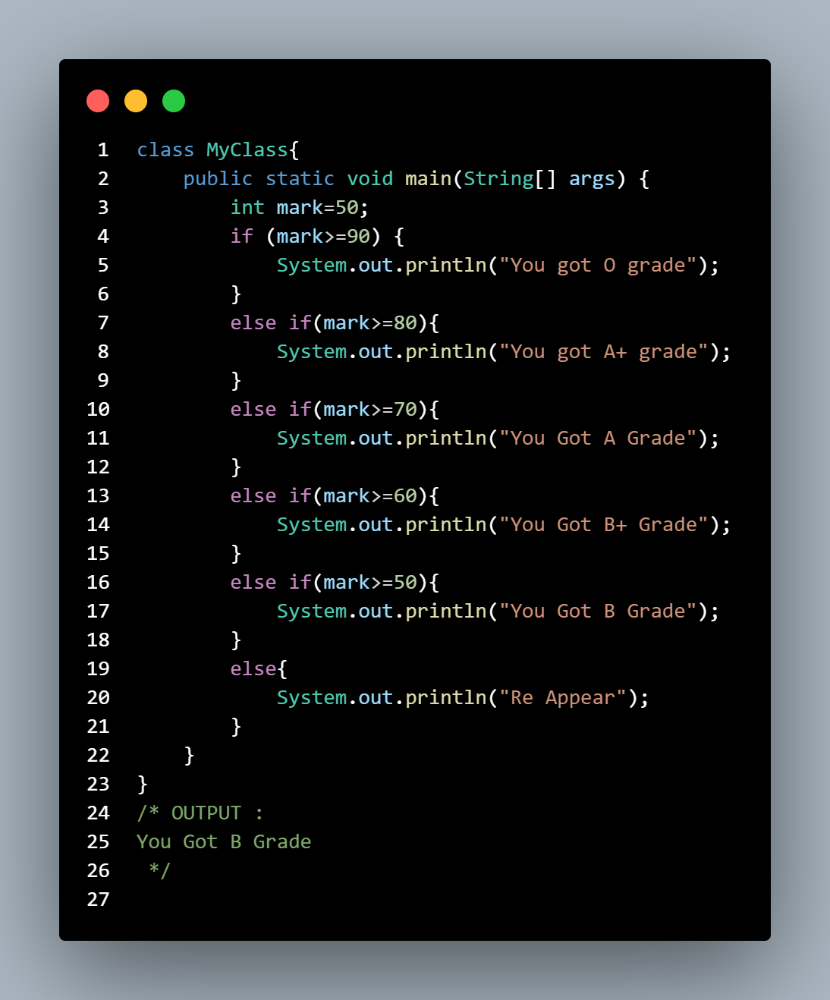 1 class MyClass{
2     public static void main(String[] args) {
3         int mark=50;
4         if (mark>=90) {
5             System.out.println("You got O grade");
6         }
7         else if(mark>=80){
8             System.out.println("You got A+ grade");
9         }
10         else if(mark>=70){
11             System.out.println("You Got A Grade");
12         }
13         else if(mark>=60){
14             System.out.println("You Got B+ Grade");
15         }
16         else if(mark>=50){
17             System.out.println("You Got B Grade");
18         }
19         else{
20             System.out.println("Re Appear");
21         }
22     }
23 }
24 /* OUTPUT :
25 You Got B Grade
26  */
27